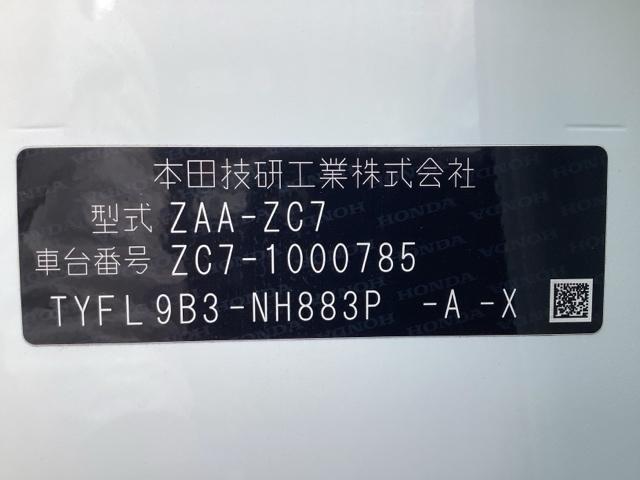 本田技研工業株式会社
型式 ZAA-ZC7
車台番号 ZC7-1000785
TYFL9B3-NH883P -A-X